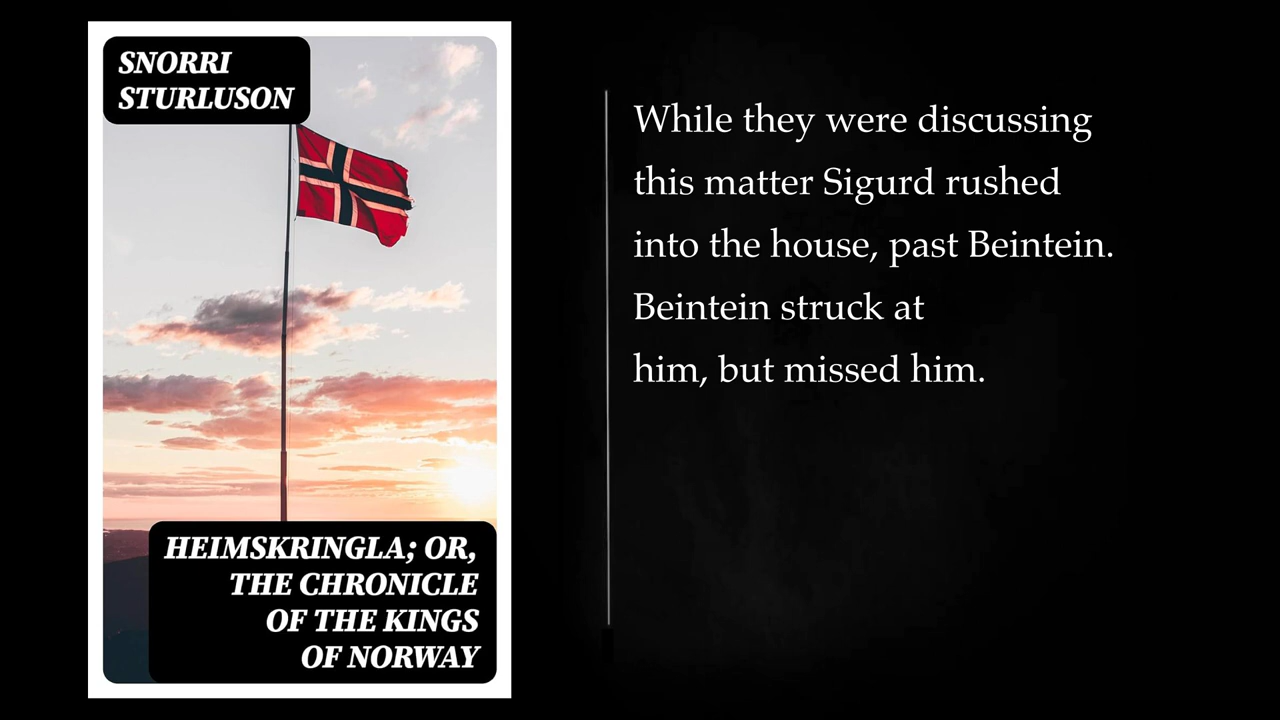 SNORRI
STURLUSON
HEIMSKRINGLA; OR,
THE CHRONICLE
OF THE KINGS
OF NORWAY
While they were discussing
this matter Sigurd rushed
into the house, past Beintein.
Beintein struck at
him, but missed him.